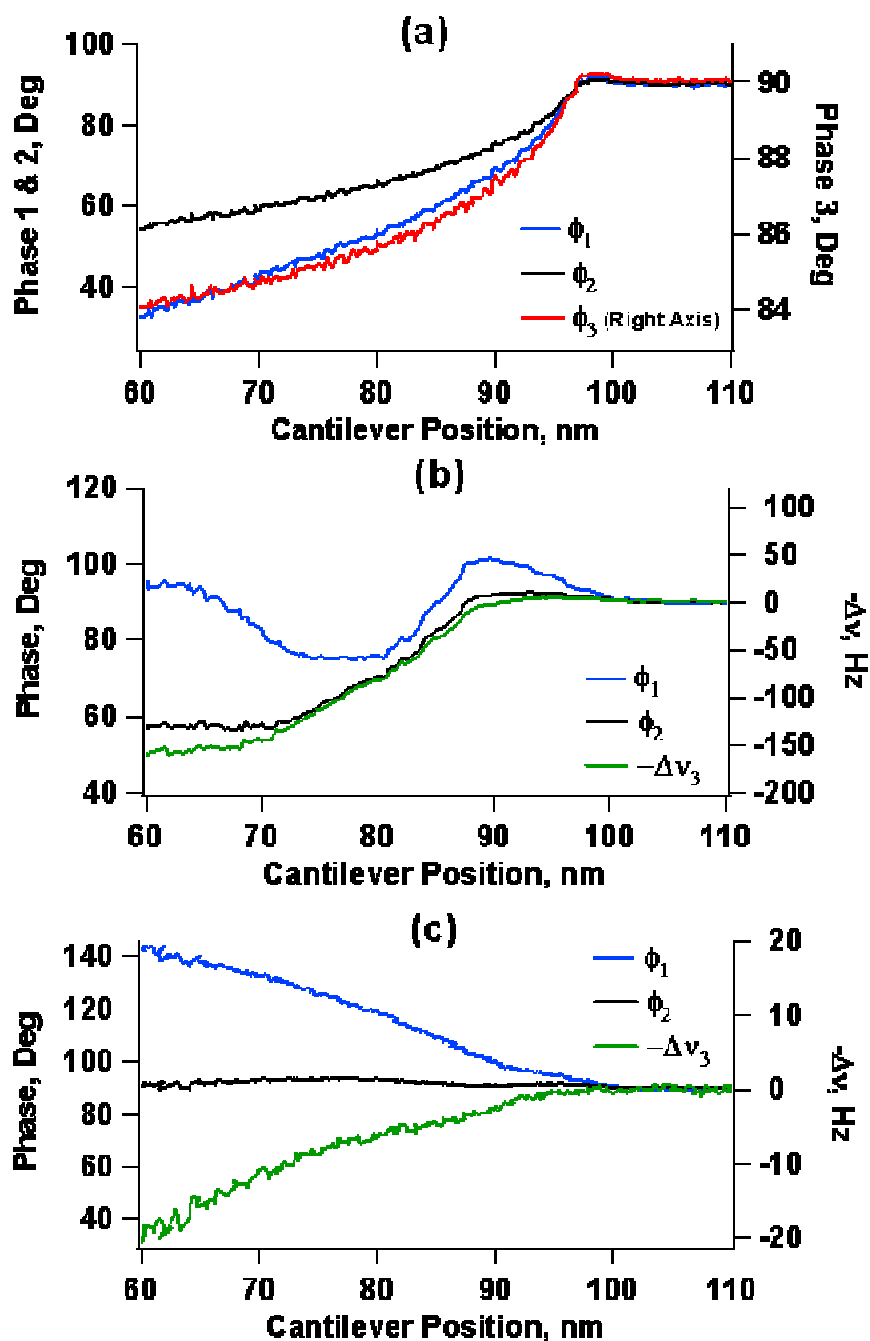 (a)
100
80
60
40
Phase 1 & 2, Deg
90
88
86
84
Phase 3, Deg
ϕ1
ϕ2
ϕ3 (Right Axis)
60 70 80 90 100 110
Cantilever Position, nm
(b)
120
100
80
60
40
Phase, Deg
100
50
0
-50
-100
-150
-200
-Δν, Hz
ϕ1
ϕ2
−Δν3
60 70 80 90 100 110
Cantilever Position, nm
(c)
140
120
100
80
60
40
Phase, Deg
20
10
0
-10
-20
-Δν, Hz
ϕ1
ϕ2
−Δν3
60 70 80 90 100 110
Cantilever Position, nm